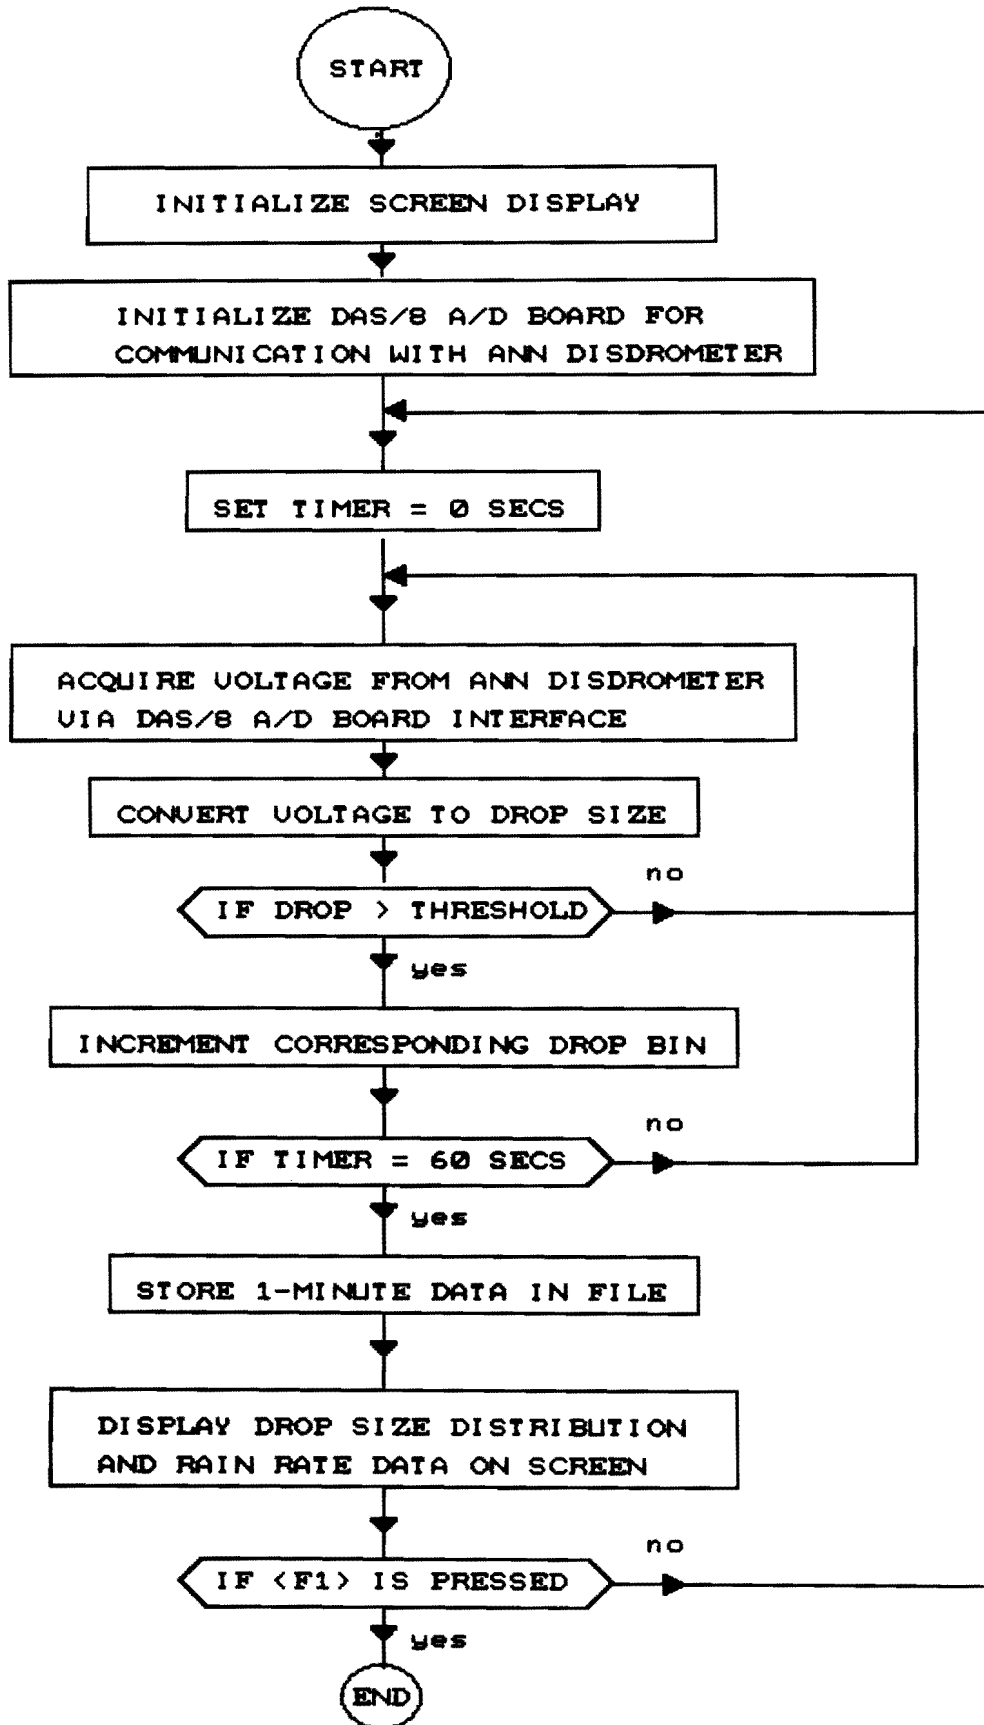 START
INITIALIZE SCREEN DISPLAY
INITIALIZE DAS/8 A/D BOARD FOR
COMMUNICATION WITH ANN DISDROMETER
SET TIMER = 0 SECS
ACQUIRE VOLTAGE FROM ANN DISDROMETER
VIA DAS/8 A/D BOARD INTERFACE
CONVERT VOLTAGE TO DROP SIZE
no
IF DROP > THRESHOLD
yes
INCREMENT CORRESPONDING DROP BIN
no
IF TIMER = 60 SECS
yes
STORE 1-MINUTE DATA IN FILE
DISPLAY DROP SIZE DISTRIBUTION
AND RAIN RATE DATA ON SCREEN
no
IF <F1> IS PRESSED
yes
END